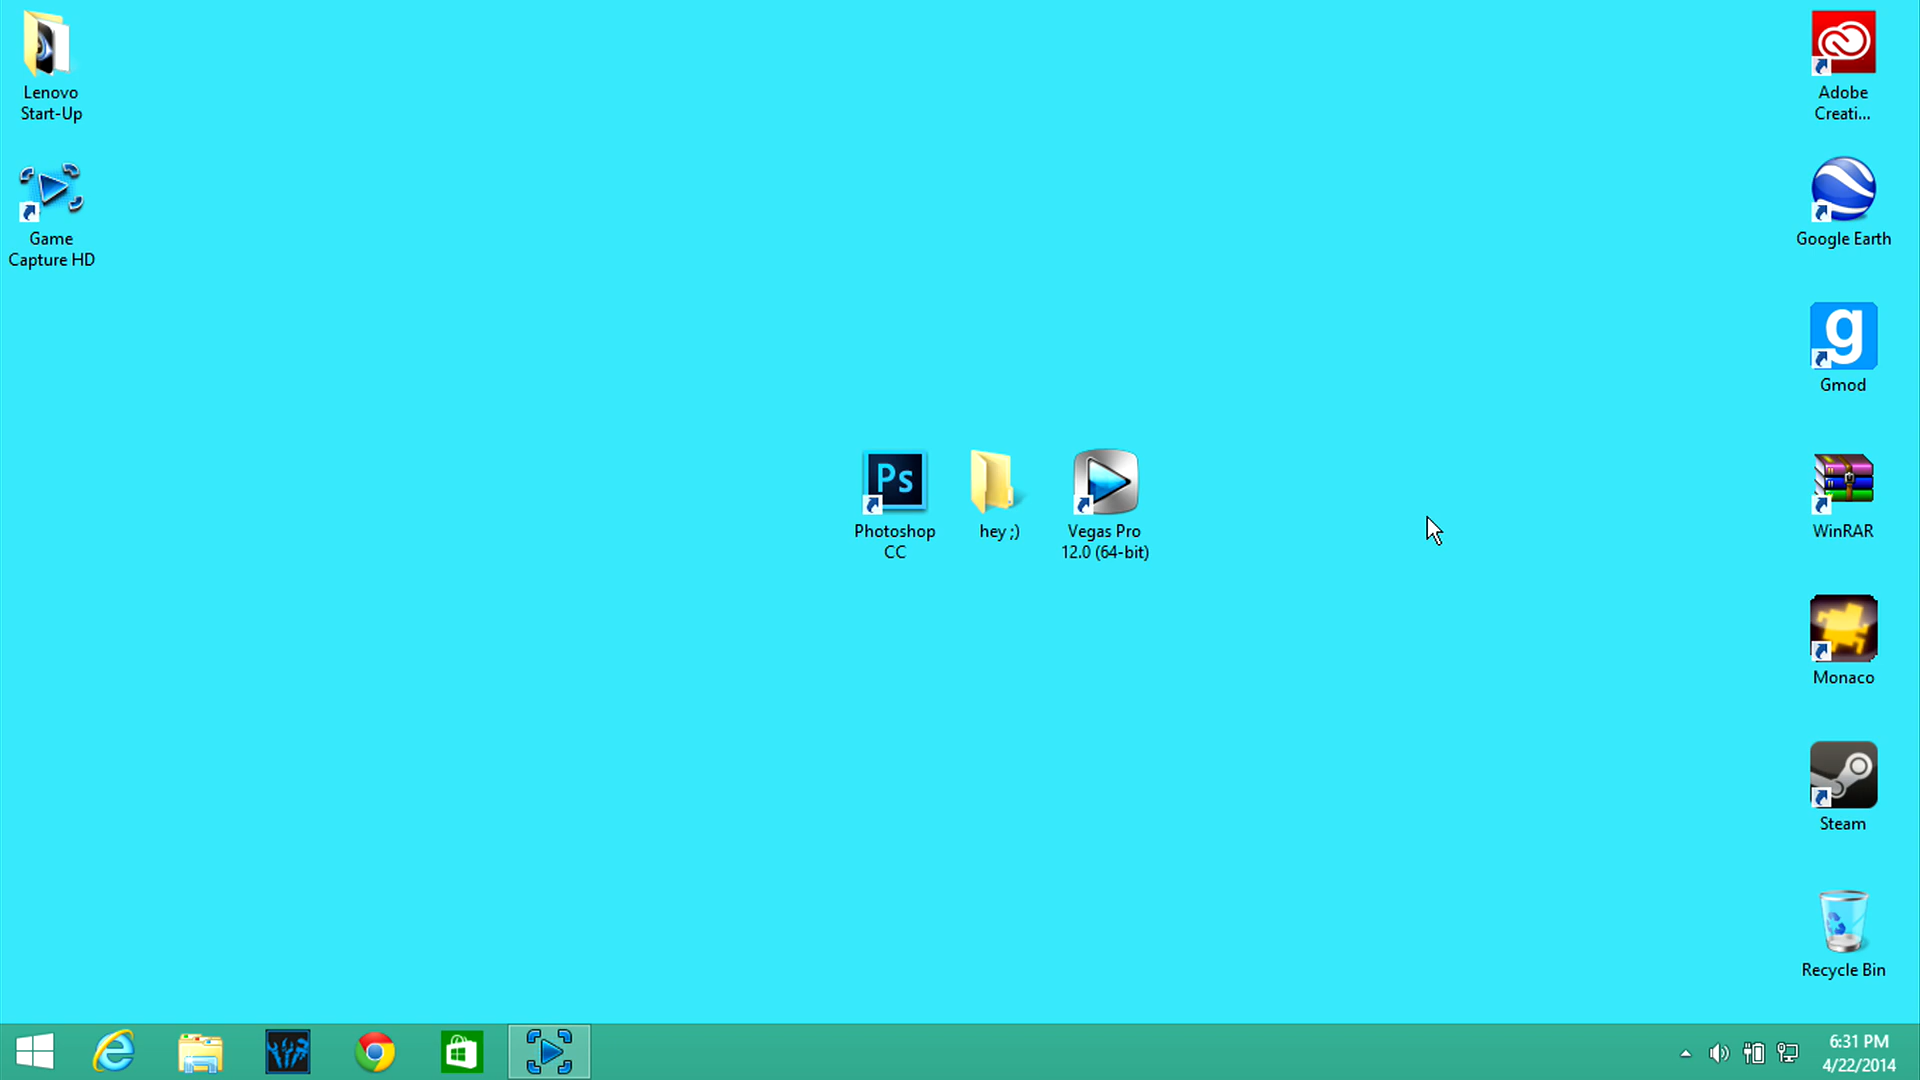 Lenovo
Start-Up
Game
Capture HD
Ps
Photoshop
CC
hey ;)
Vegas Pro
12.0 (64-bit)
Adobe
Creati...
Google Earth
g
Gmod
WinRAR
Monaco
Steam
Recycle Bin
6:31 PM
4/22/2014